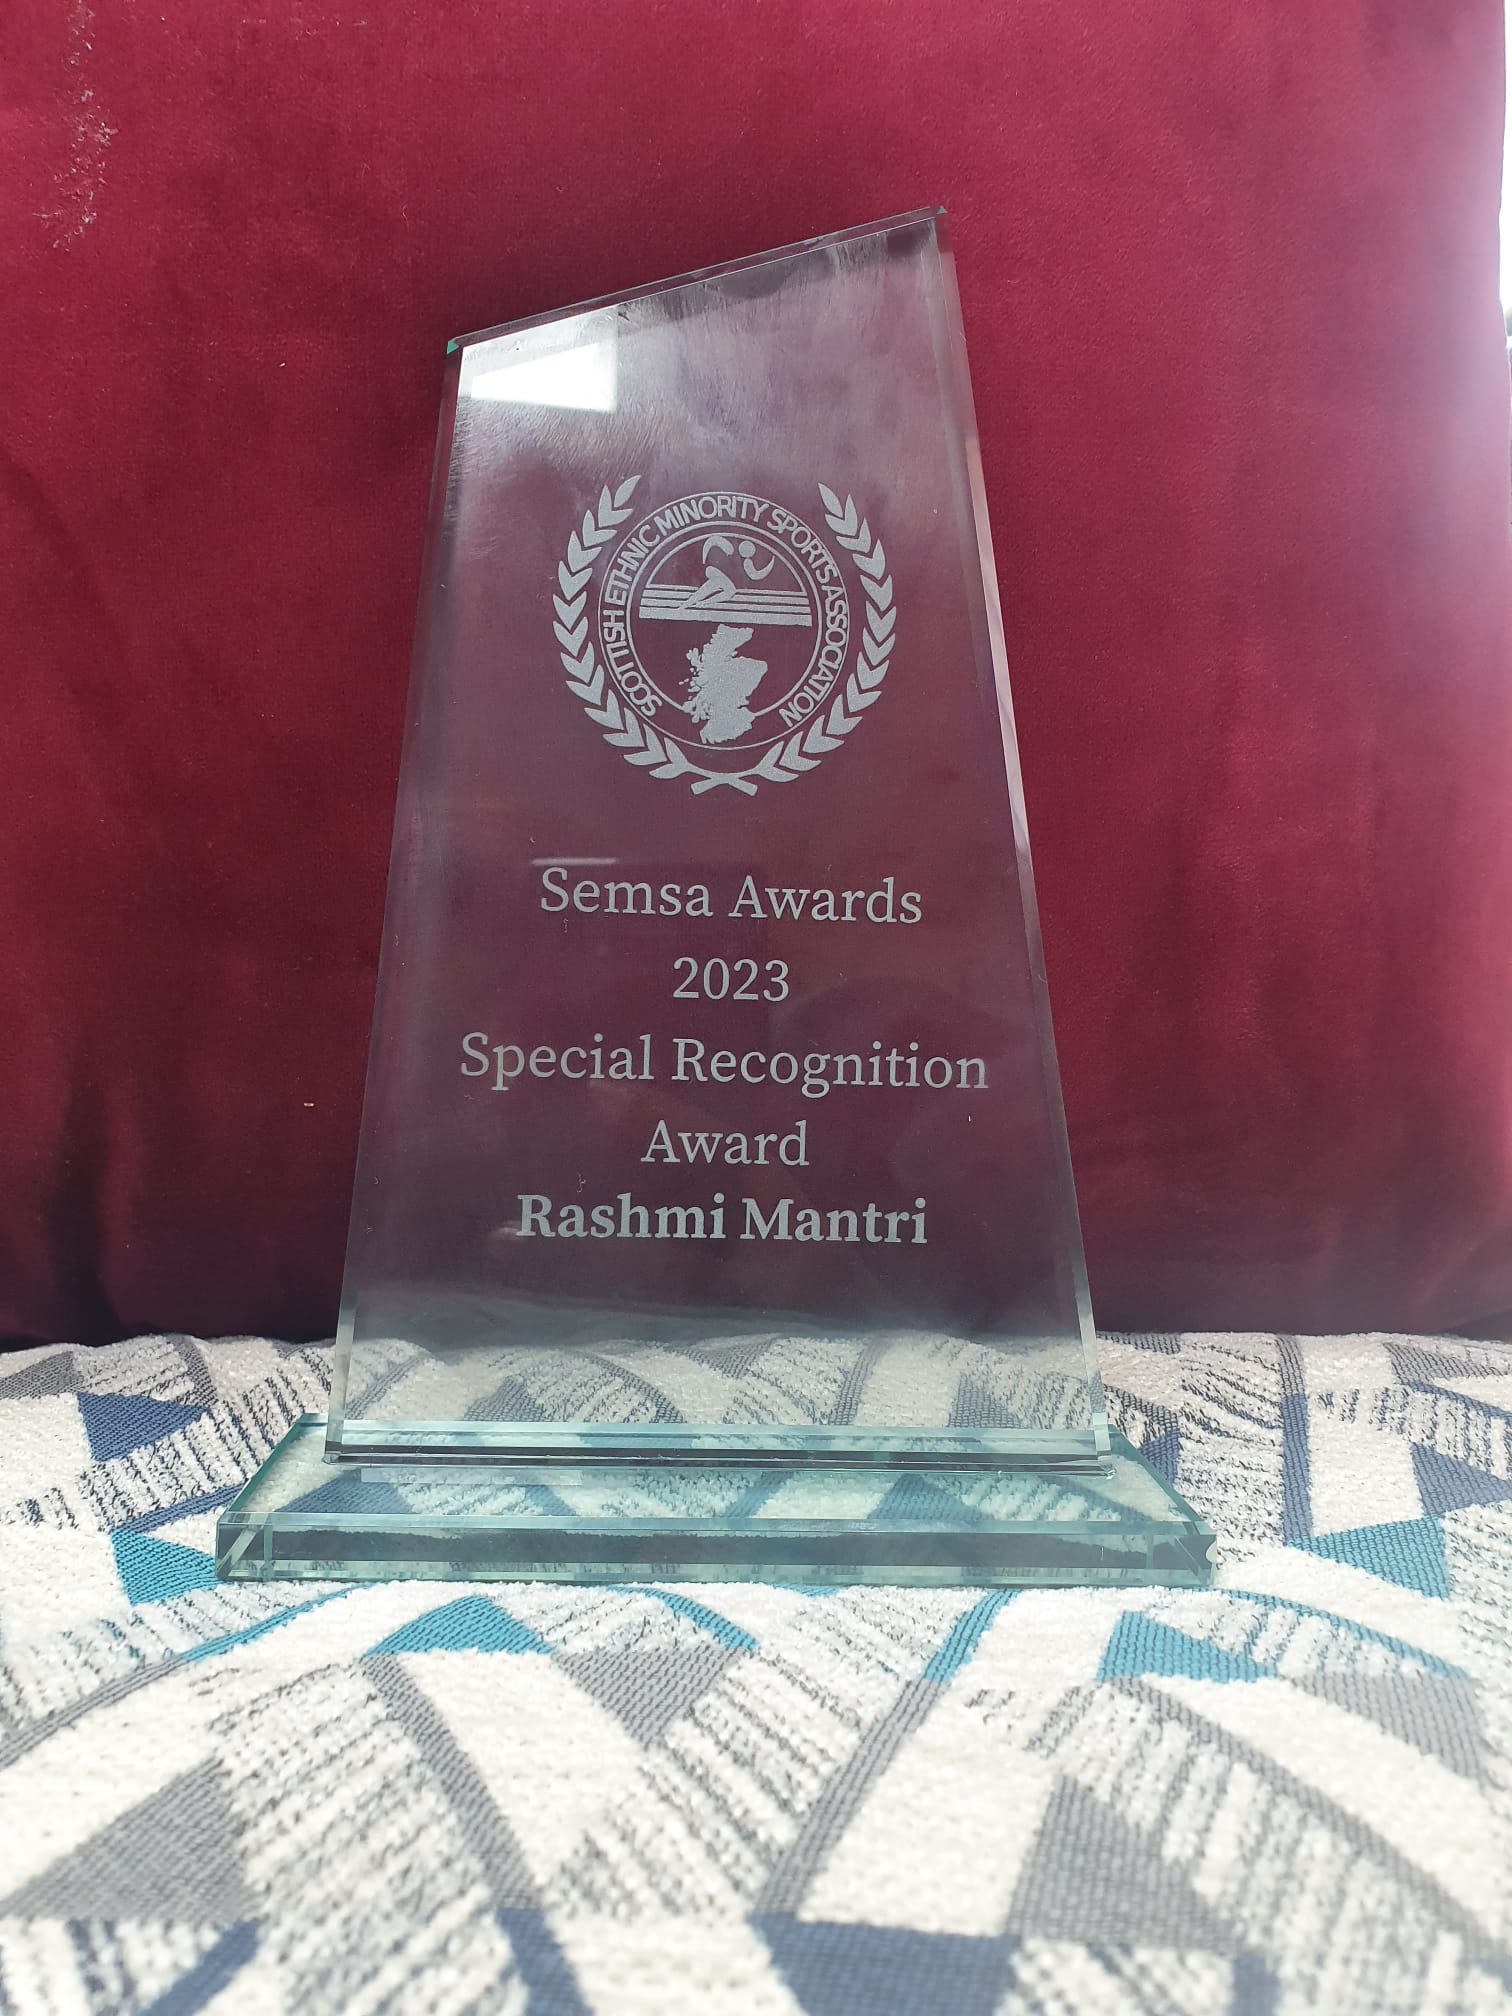 SCOTTISH ETHNIC MINORITY SPORTS ASSOCIATION
Semsa Awards
2023
Special Recognition
Award
Rashmi Mantri